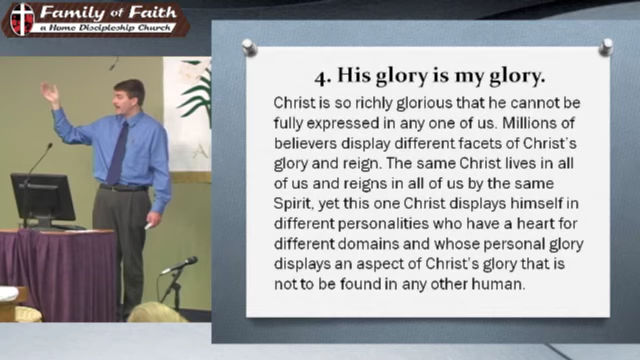 Family of Faith
a Home Discipleship Church
4. His glory is my glory.
Christ is so richly glorious that he cannot be
fully expressed in any one of us. Millions of
believers display different facets of Christ's
glory and reign. The same Christ lives in all
of us and reigns in all of us by the same
Spirit, yet this one Christ displays himself in
different personalities who have a heart for
different domains and whose personal glory
displays an aspect of Christ's glory that is
not to be found in any other human.